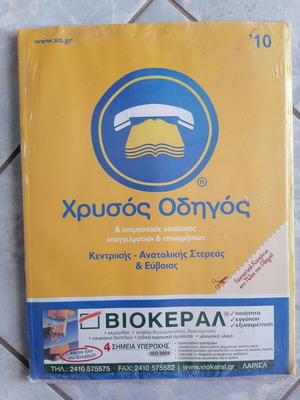 www.xo.gr
'10
®
Χρυσός Οδηγός
& ονομαστικός κατάλογος
επαγγελματιών & επιχειρήσεων
Κεντρικής - Ανατολικής Στερεάς
& Εύβοιας
ΒΙΟΚΕΡΑΛ
ποιότητα
εγγύηση
εξυπηρέτηση
4 ΣΗΜΕΙΑ ΥΠΕΡΟΧΗΣ
ISO 9001
ΤΗΛ.: 2410 575575 - FAX: 2410 575582 www.viokeral.gr - ΛΑΡΙΣΑ